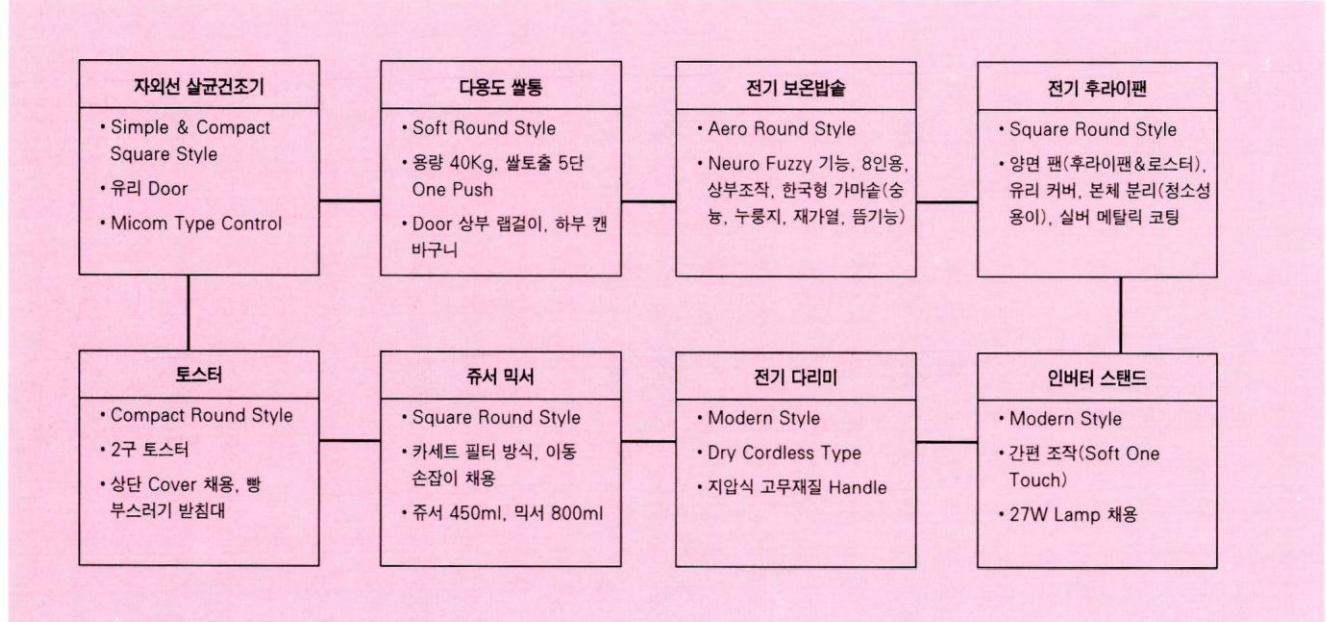 자외선 살균건조기
• Simple & Compact
Square Style
• 유리 Door
• Micom Type Control
다용도 쌀통
• Soft Round Style
• 용량 40Kg, 쌀토출 5단
One Push
• Door 상부 랩걸이, 하부 캔
바구니
전기 보온밥솥
• Aero Round Style
• Neuro Fuzzy 기능, 8인용,
상부조작, 한국형 가마솥(숭
늉, 누룽지, 재가열, 뜸기능)
전기 후라이팬
• Square Round Style
• 양면 팬(후라이팬&로스터),
유리 커버, 본체 분리(청소성
용이), 실버 메탈릭 코팅
토스터
• Compact Round Style
• 2구 토스터
• 상단 Cover 채용, 빵
부스러기 받침대
쥬서 믹서
• Square Round Style
• 카세트 필터 방식, 이동
손잡이 채용
• 쥬서 450ml, 믹서 800ml
전기 다리미
• Modern Style
• Dry Cordless Type
• 지압식 고무재질 Handle
인버터 스탠드
• Modern Style
• 간편 조작(Soft One
Touch)
• 27W Lamp 채용